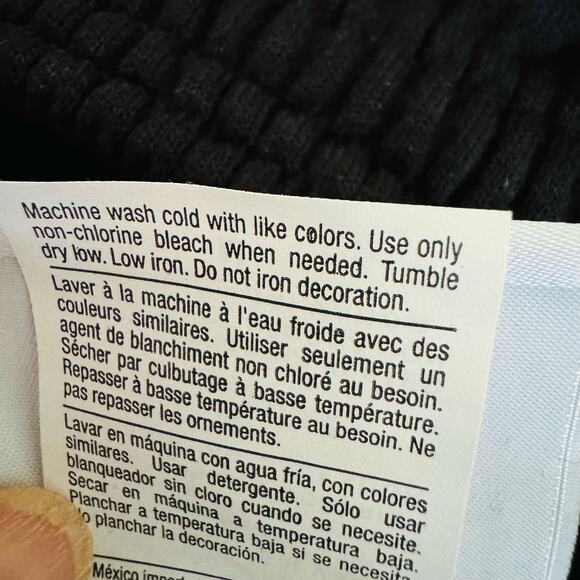 Machine wash cold with like colors. Use only
non-chlorine bleach when needed. Tumble
dry low. Low iron. Do not iron decoration.
Laver à la machine à l'eau froide avec des
couleurs similaires. Utiliser seulement un
agent de blanchiment non chloré au besoin.
Sécher par culbutage à basse température.
Repasser à basse température au besoin. Ne
pas repasser les ornements.
Lavar en máquina con agua fría, con colores
similares. Usar detergente. Sólo usar
blanqueador sin cloro cuando se necesite.
Secar en máquina a temperatura baja.
Planchar a temperatura baja si se necesita
planchar la decoración.
México